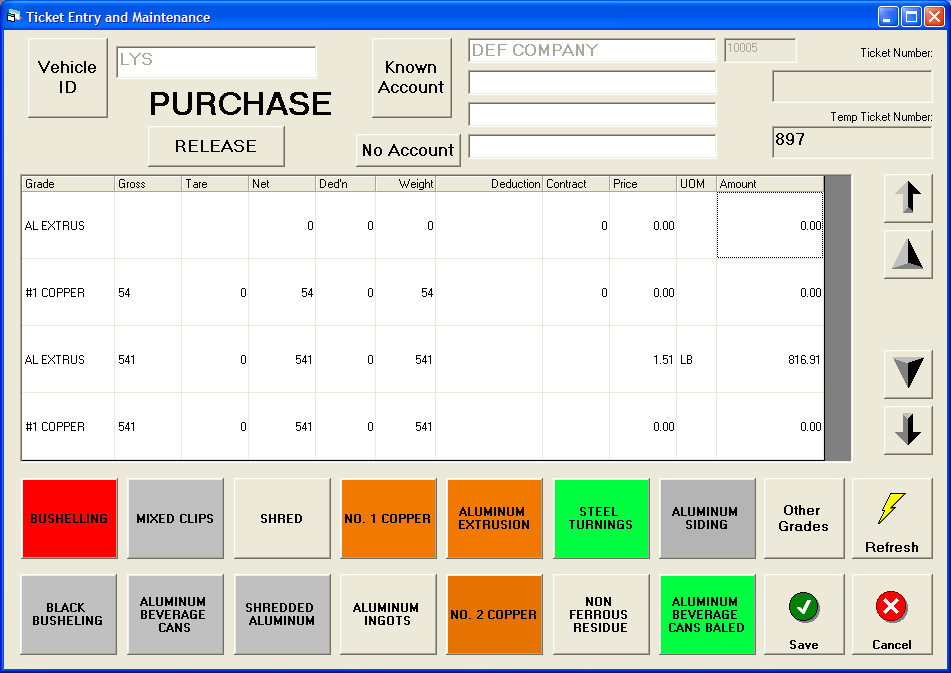 Ticket Entry and Maintenance
Vehicle ID
LYS
PURCHASE
RELEASE
Known Account
No Account
DEF COMPANY
10005
Ticket Number:
Temp Ticket Number:
897
Grade Gross Tare Net Ded'n Weight Deduction Contract Price UOM Amount
AL EXTRUS 0 0 0 0 0.00 0.00
#1 COPPER 54 0 54 0 54 0 0.00 0.00
AL EXTRUS 541 0 541 0 541 1.51 LB 816.91
#1 COPPER 541 0 541 0 541 0.00 0.00
BUSHELLING
MIXED CLIPS
SHRED
NO. 1 COPPER
ALUMINUM
EXTRUSION
STEEL
TURNINGS
ALUMINUM
SIDING
Other
Grades
Refresh
BLACK
BUSHELING
ALUMINUM
BEVERAGE
CANS
SHREDDED
ALUMINUM
ALUMINUM
INGOTS
NO. 2 COPPER
NON
FERROUS
RESIDUE
ALUMINUM
BEVERAGE
CANS BALED
Save
Cancel